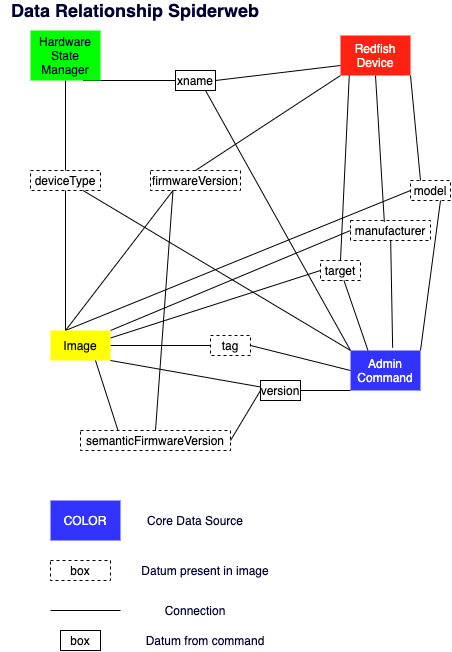 Data Relationship Spiderweb
Hardware
State
Manager
Redfish
Device
xname
deviceType
firmwareVersion
model
manufacturer
target
Image
tag
Admin
Command
version
semanticFirmwareVersion
COLOR
Core Data Source
box
Datum present in image
Connection
box
Datum from command